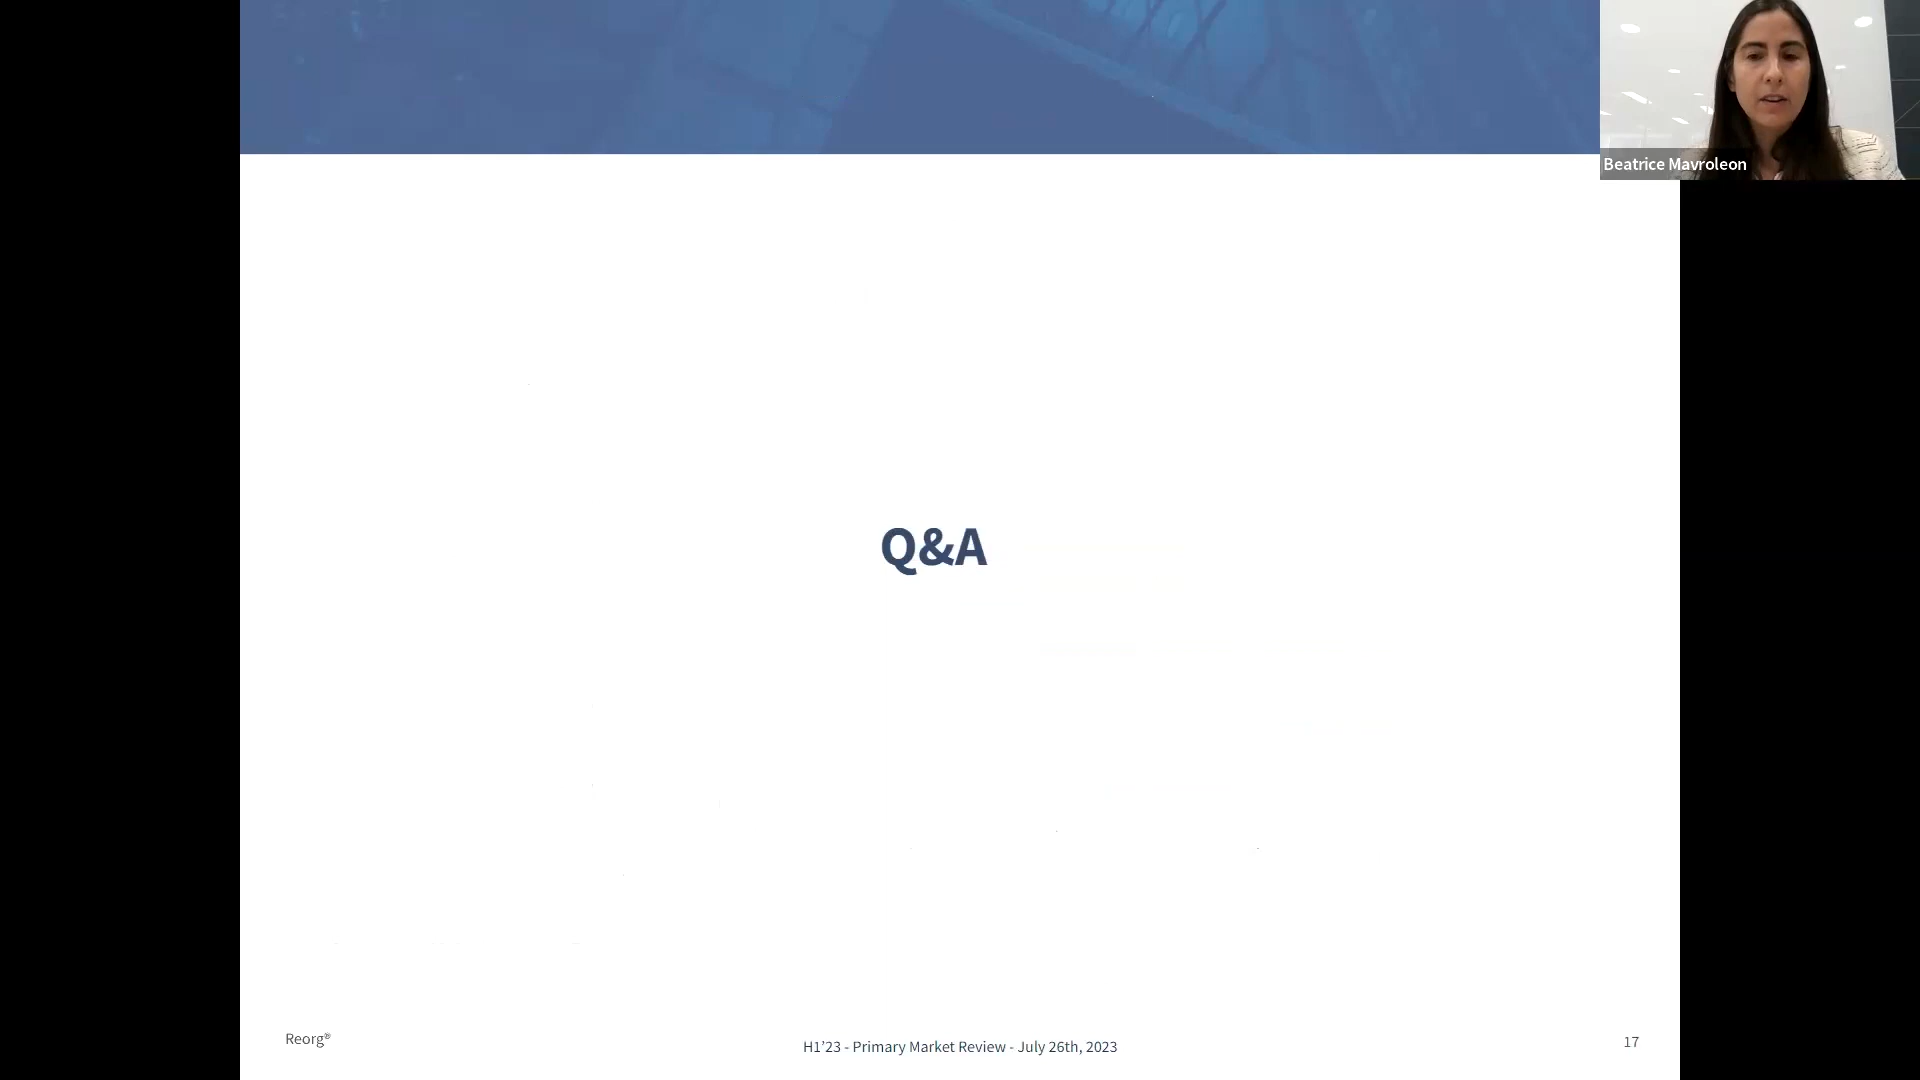 Beatrice Mavroleon
Q&A
Reorg®
H1’23 - Primary Market Review - July 26th, 2023
17